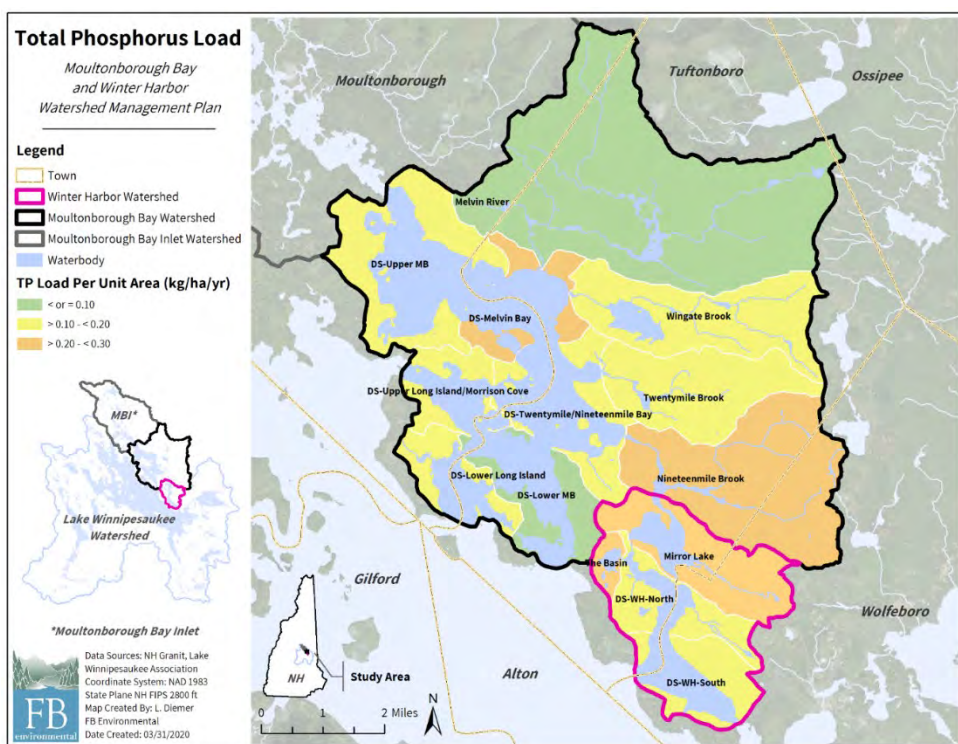 Total Phosphorus Load
Moultonborough Bay
and Winter Harbor
Watershed Management Plan
Legend
Town
Winter Harbor Watershed
Moultonborough Bay Watershed
Moultonborough Bay Inlet Watershed
Waterbody
TP Load Per Unit Area (kg/ha/yr)
< or = 0.10
> 0.10 - < 0.20
> 0.20 - < 0.30
MBI*
Lake Winnipesaukee
Watershed
*Moultonborough Bay Inlet
FB
environmental
Data Sources: NH Granit, Lake
Winnipesaukee Association
Coordinate System: NAD 1983
State Plane NH FIPS 2800 ft
Map Created By: L. Diemer
FB Environmental
Date Created: 03/31/2020
Moultonborough
Tuftonboro
Ossipee
Melvin River
DS-Upper MB
DS-Melvin Bay
Wingate Brook
DS-Upper Long Island/Morrison Cove
Twentymile Brook
DS-Twentymile/Nineteenmile Bay
DS-Lower Long Island
Nineteenmile Brook
DS-Lower MB
Mirror Lake
The Basin
DS-WH-North
DS-WH-South
Gilford
Wolfeboro
Alton
NH
Study Area
0 2 Miles
N